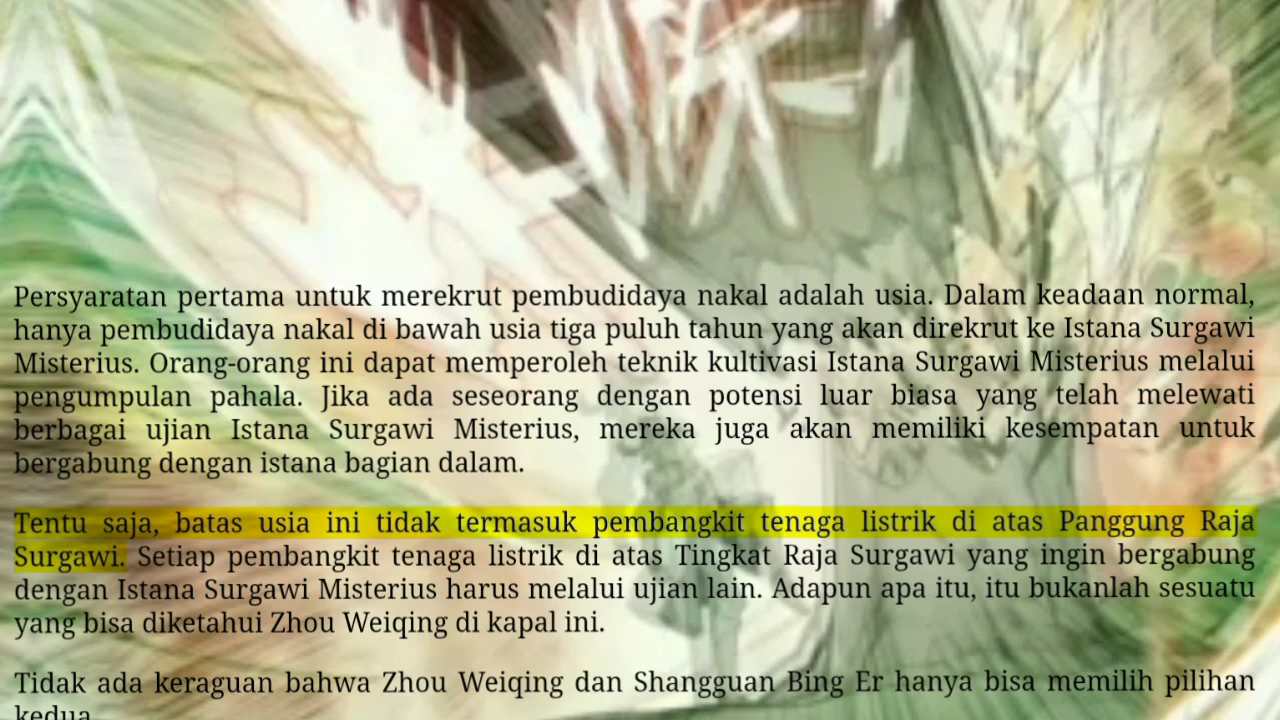 Persyaratan pertama untuk merekrut pembudidaya nakal adalah usia. Dalam keadaan normal,
hanya pembudidaya nakal di bawah usia tiga puluh tahun yang akan direkrut ke Istana Surgawi
Misterius. Orang-orang ini dapat memperoleh teknik kultivasi Istana Surgawi Misterius melalui
pengumpulan pahala. Jika ada seseorang dengan potensi luar biasa yang telah melewati
berbagai ujian Istana Surgawi Misterius, mereka juga akan memiliki kesempatan untuk
bergabung dengan istana bagian dalam.
Tentu saja, batas usia ini tidak termasuk pembangkit tenaga listrik di atas Panggung Raja
Surgawi. Setiap pembangkit tenaga listrik di atas Tingkat Raja Surgawi yang ingin bergabung
dengan Istana Surgawi Misterius harus melalui ujian lain. Adapun apa itu, itu bukanlah sesuatu
yang bisa diketahui Zhou Weiqing di kapal ini.
Tidak ada keraguan bahwa Zhou Weiqing dan Shangguan Bing Er hanya bisa memilih pilihan
kedua